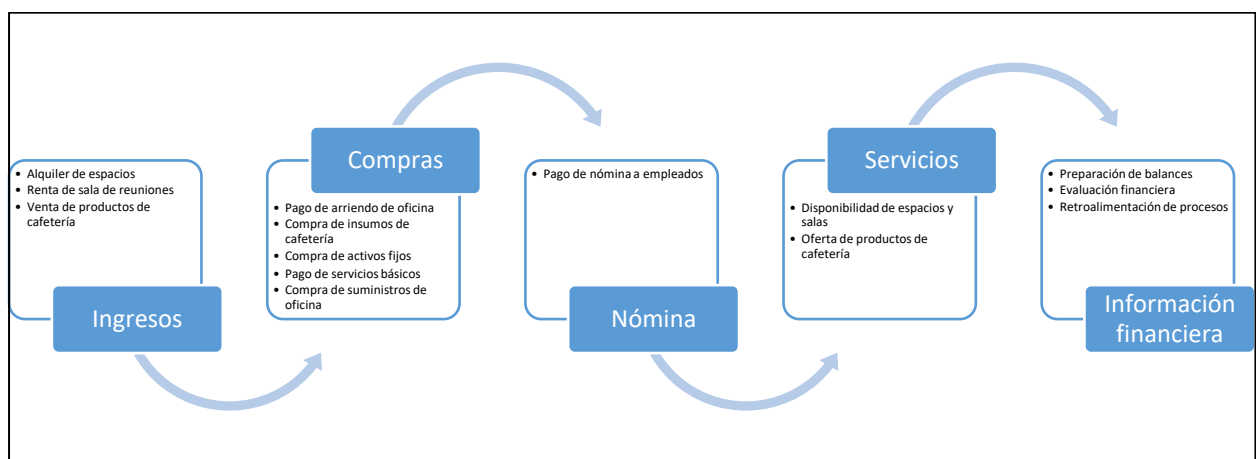 • Alquiler de espacios
• Renta de sala de reuniones
• Venta de productos de
cafetería
Ingresos
Compras
• Pago de arriendo de oficina
• Compra de insumos de
cafetería
• Compra de activos fijos
• Pago de servicios básicos
• Compra de suministros de
oficina
• Pago de nómina a empleados
Nómina
Servicios
• Disponibilidad de espacios y
salas
• Oferta de productos de
cafetería
• Preparación de balances
• Evaluación financiera
• Retroalimentación de procesos
Información
financiera